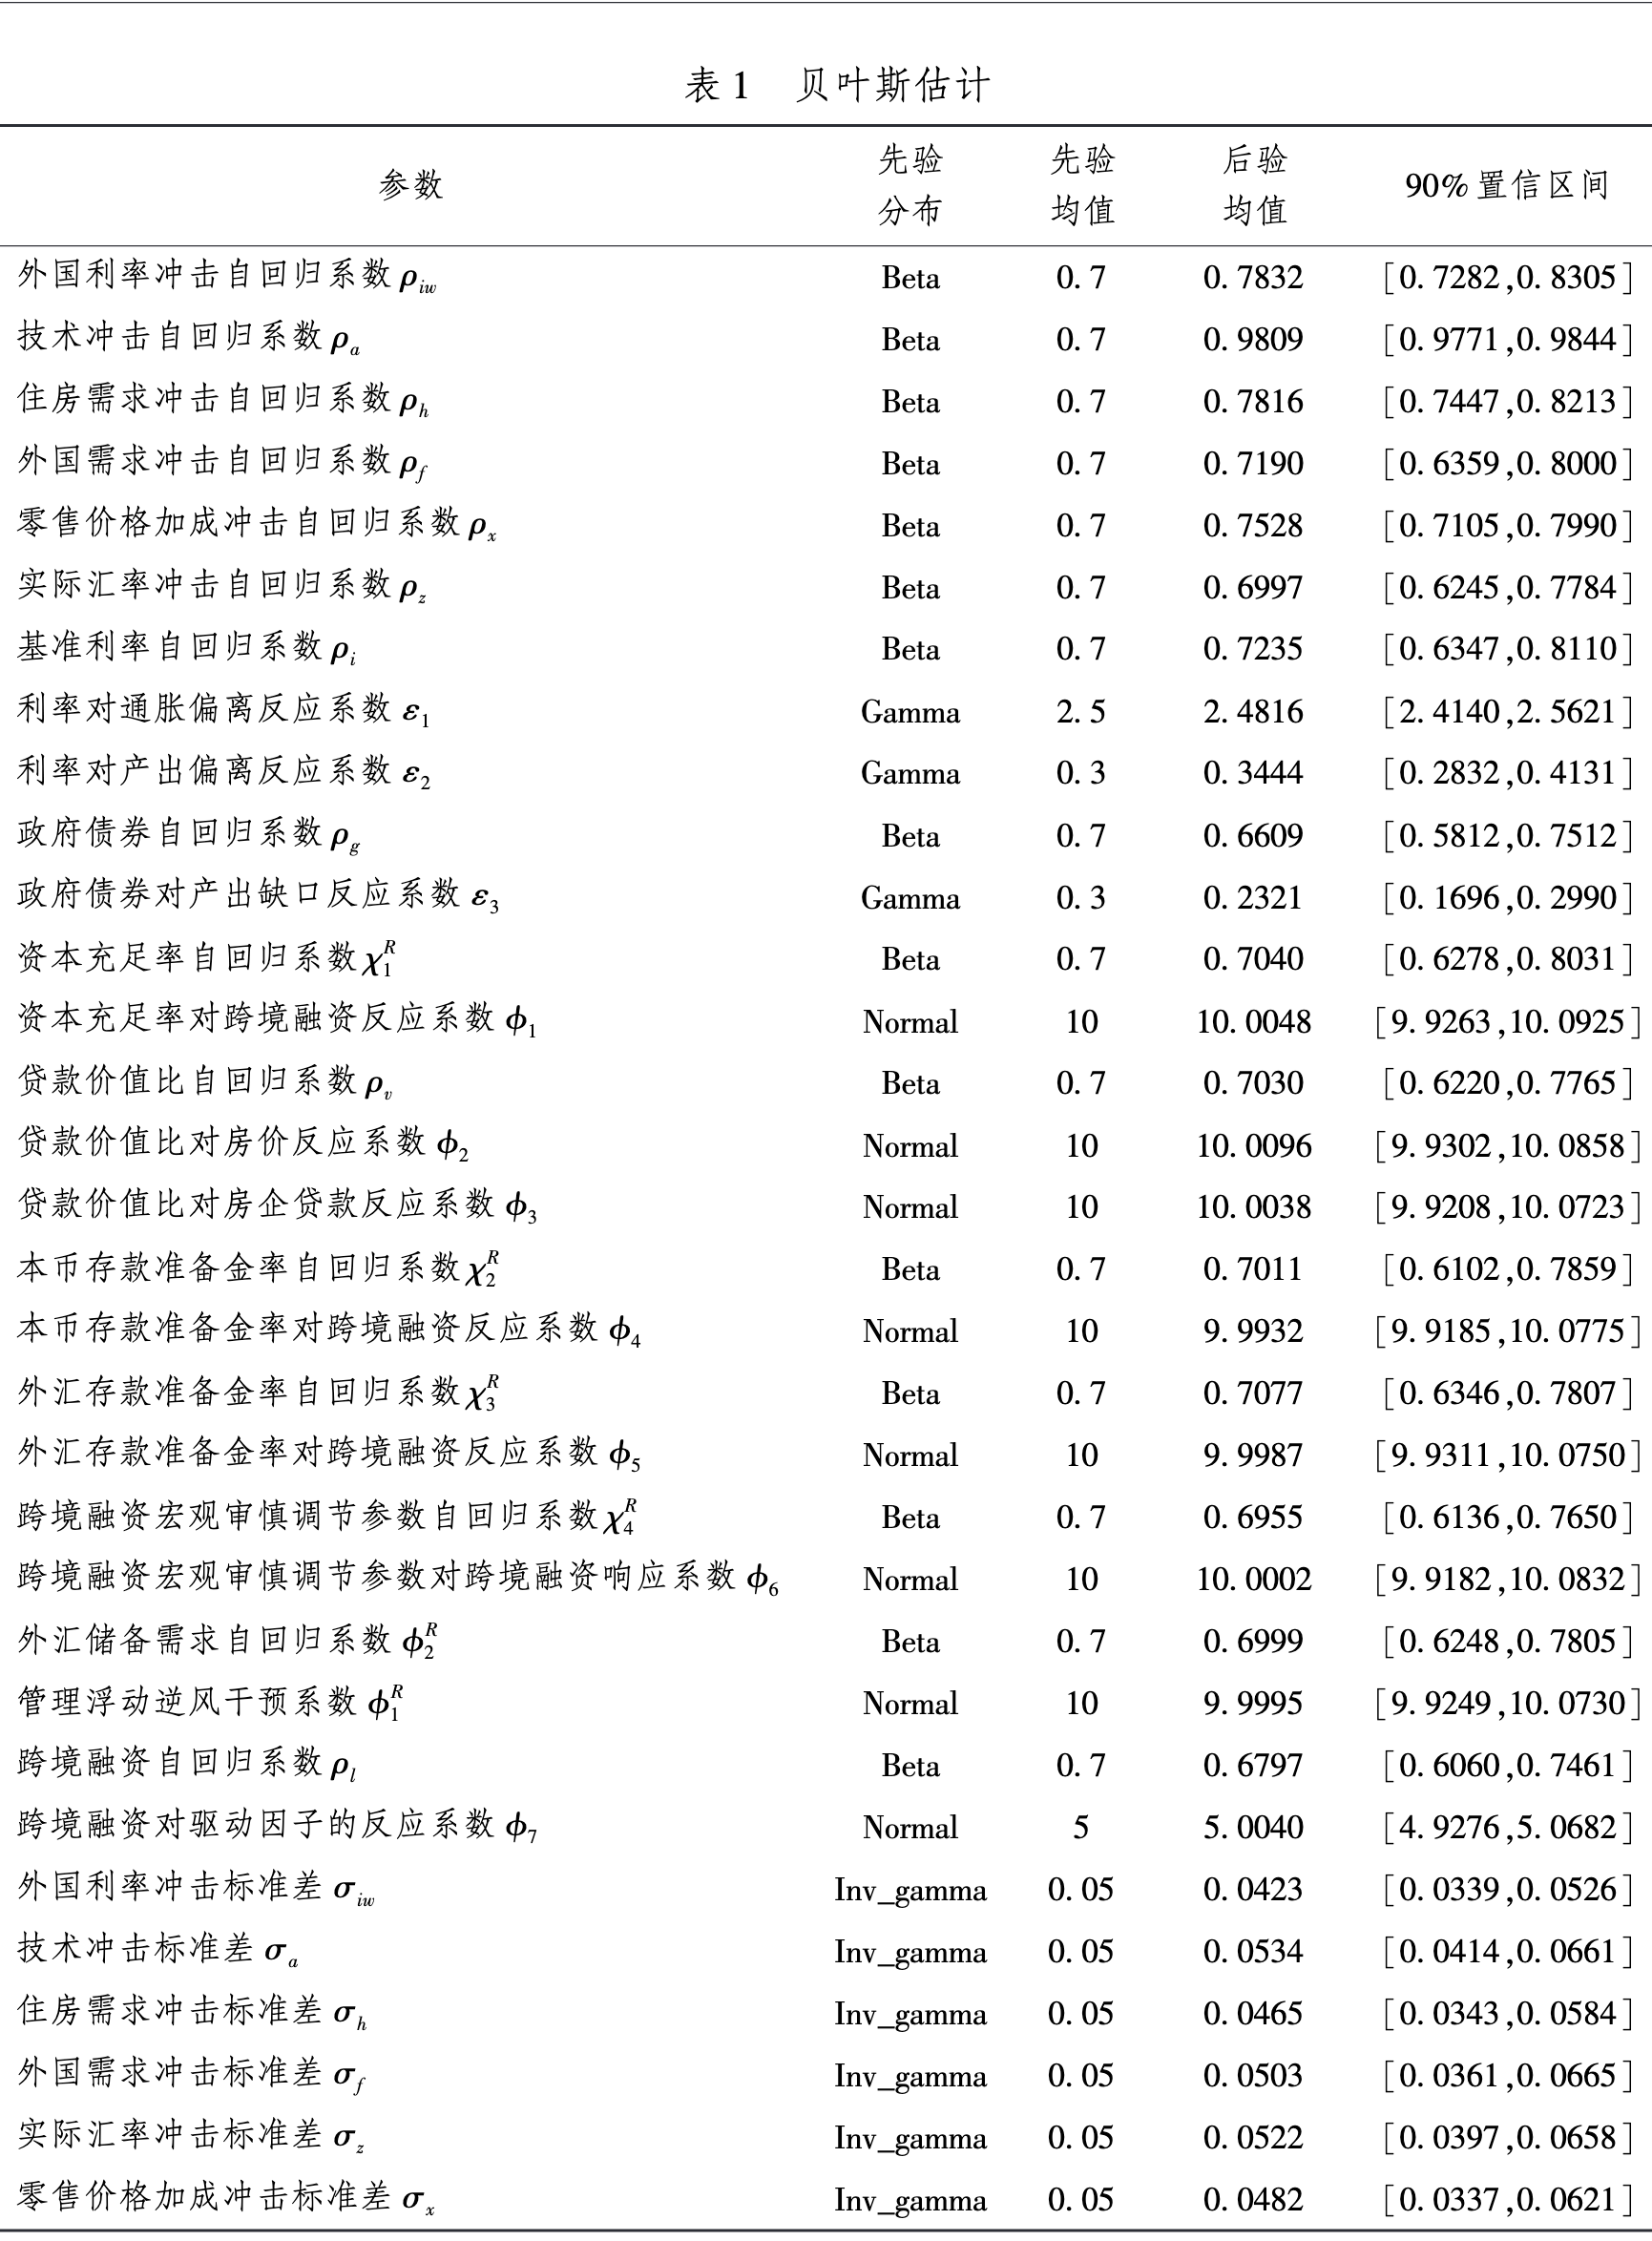 表 1 贝叶斯估计
参数 先验分布 先验均值 后验均值 90%置信区间
外国利率冲击自回归系数 ρiw Beta 0.7 0.7832 [0.7282,0.8305]
技术冲击自回归系数 ρa Beta 0.7 0.9809 [0.9771,0.9844]
住房需求冲击自回归系数 ρh Beta 0.7 0.7816 [0.7447,0.8213]
外国需求冲击自回归系数 ρf Beta 0.7 0.7190 [0.6359,0.8000]
零售价格加成冲击自回归系数 ρx Beta 0.7 0.7528 [0.7105,0.7990]
实际汇率冲击自回归系数 ρz Beta 0.7 0.6997 [0.6245,0.7784]
基准利率自回归系数 ρi Beta 0.7 0.7235 [0.6347,0.8110]
利率对通胀偏离反应系数 ε1 Gamma 2.5 2.4816 [2.4140,2.5621]
利率对产出偏离反应系数 ε2 Gamma 0.3 0.3444 [0.2832,0.4131]
政府债券自回归系数 ρg Beta 0.7 0.6609 [0.5812,0.7512]
政府债券对产出缺口反应系数 ε3 Gamma 0.3 0.2321 [0.1696,0.2990]
资本充足率自回归系数 χ1R Beta 0.7 0.7040 [0.6278,0.8031]
资本充足率对跨境融资反应系数 ϕ1 Normal 10 10.0048 [9.9263,10.0925]
贷款价值比自回归系数 ρv Beta 0.7 0.7030 [0.6220,0.7765]
贷款价值比对房价反应系数 ϕ2 Normal 10 10.0096 [9.9302,10.0858]
贷款价值比对房企贷款反应系数 ϕ3 Normal 10 10.0038 [9.9208,10.0723]
本币存款准备金率自回归系数 χ2R Beta 0.7 0.7011 [0.6102,0.7859]
本币存款准备金率对跨境融资反应系数 ϕ4 Normal 10 9.9932 [9.9185,10.0775]
外汇存款准备金率自回归系数 χ3R Beta 0.7 0.7077 [0.6346,0.7807]
外汇存款准备金率对跨境融资反应系数 ϕ5 Normal 10 9.9987 [9.9311,10.0750]
跨境融资宏观审慎调节参数自回归系数 χ4R Beta 0.7 0.6955 [0.6136,0.7650]
跨境融资宏观审慎调节参数对跨境融资响应系数 ϕ6 Normal 10 10.0002 [9.9182,10.0832]
外汇储备需求自回归系数 ϕ2R Beta 0.7 0.6999 [0.6248,0.7805]
管理浮动逆风干预系数 ϕ1R Normal 10 9.9995 [9.9249,10.0730]
跨境融资自回归系数 ρl Beta 0.7 0.6797 [0.6060,0.7461]
跨境融资对驱动因子的反应系数 ϕ7 Normal 5 5.0040 [4.9276,5.0682]
外国利率冲击标准差 σiw Inv_gamma 0.05 0.0423 [0.0339,0.0526]
技术冲击标准差 σa Inv_gamma 0.05 0.0534 [0.0414,0.0661]
住房需求冲击标准差 σh Inv_gamma 0.05 0.0465 [0.0343,0.0584]
外国需求冲击标准差 σf Inv_gamma 0.05 0.0503 [0.0361,0.0665]
实际汇率冲击标准差 σz Inv_gamma 0.05 0.0522 [0.0397,0.0658]
零售价格加成冲击标准差 σx Inv_gamma 0.05 0.0482 [0.0337,0.0621]